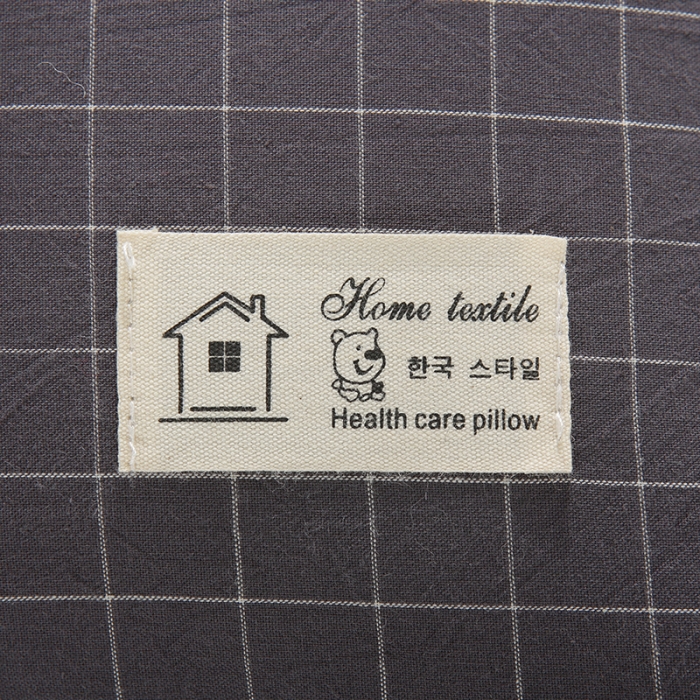 Home textile
한국 스타일
Health care pillow